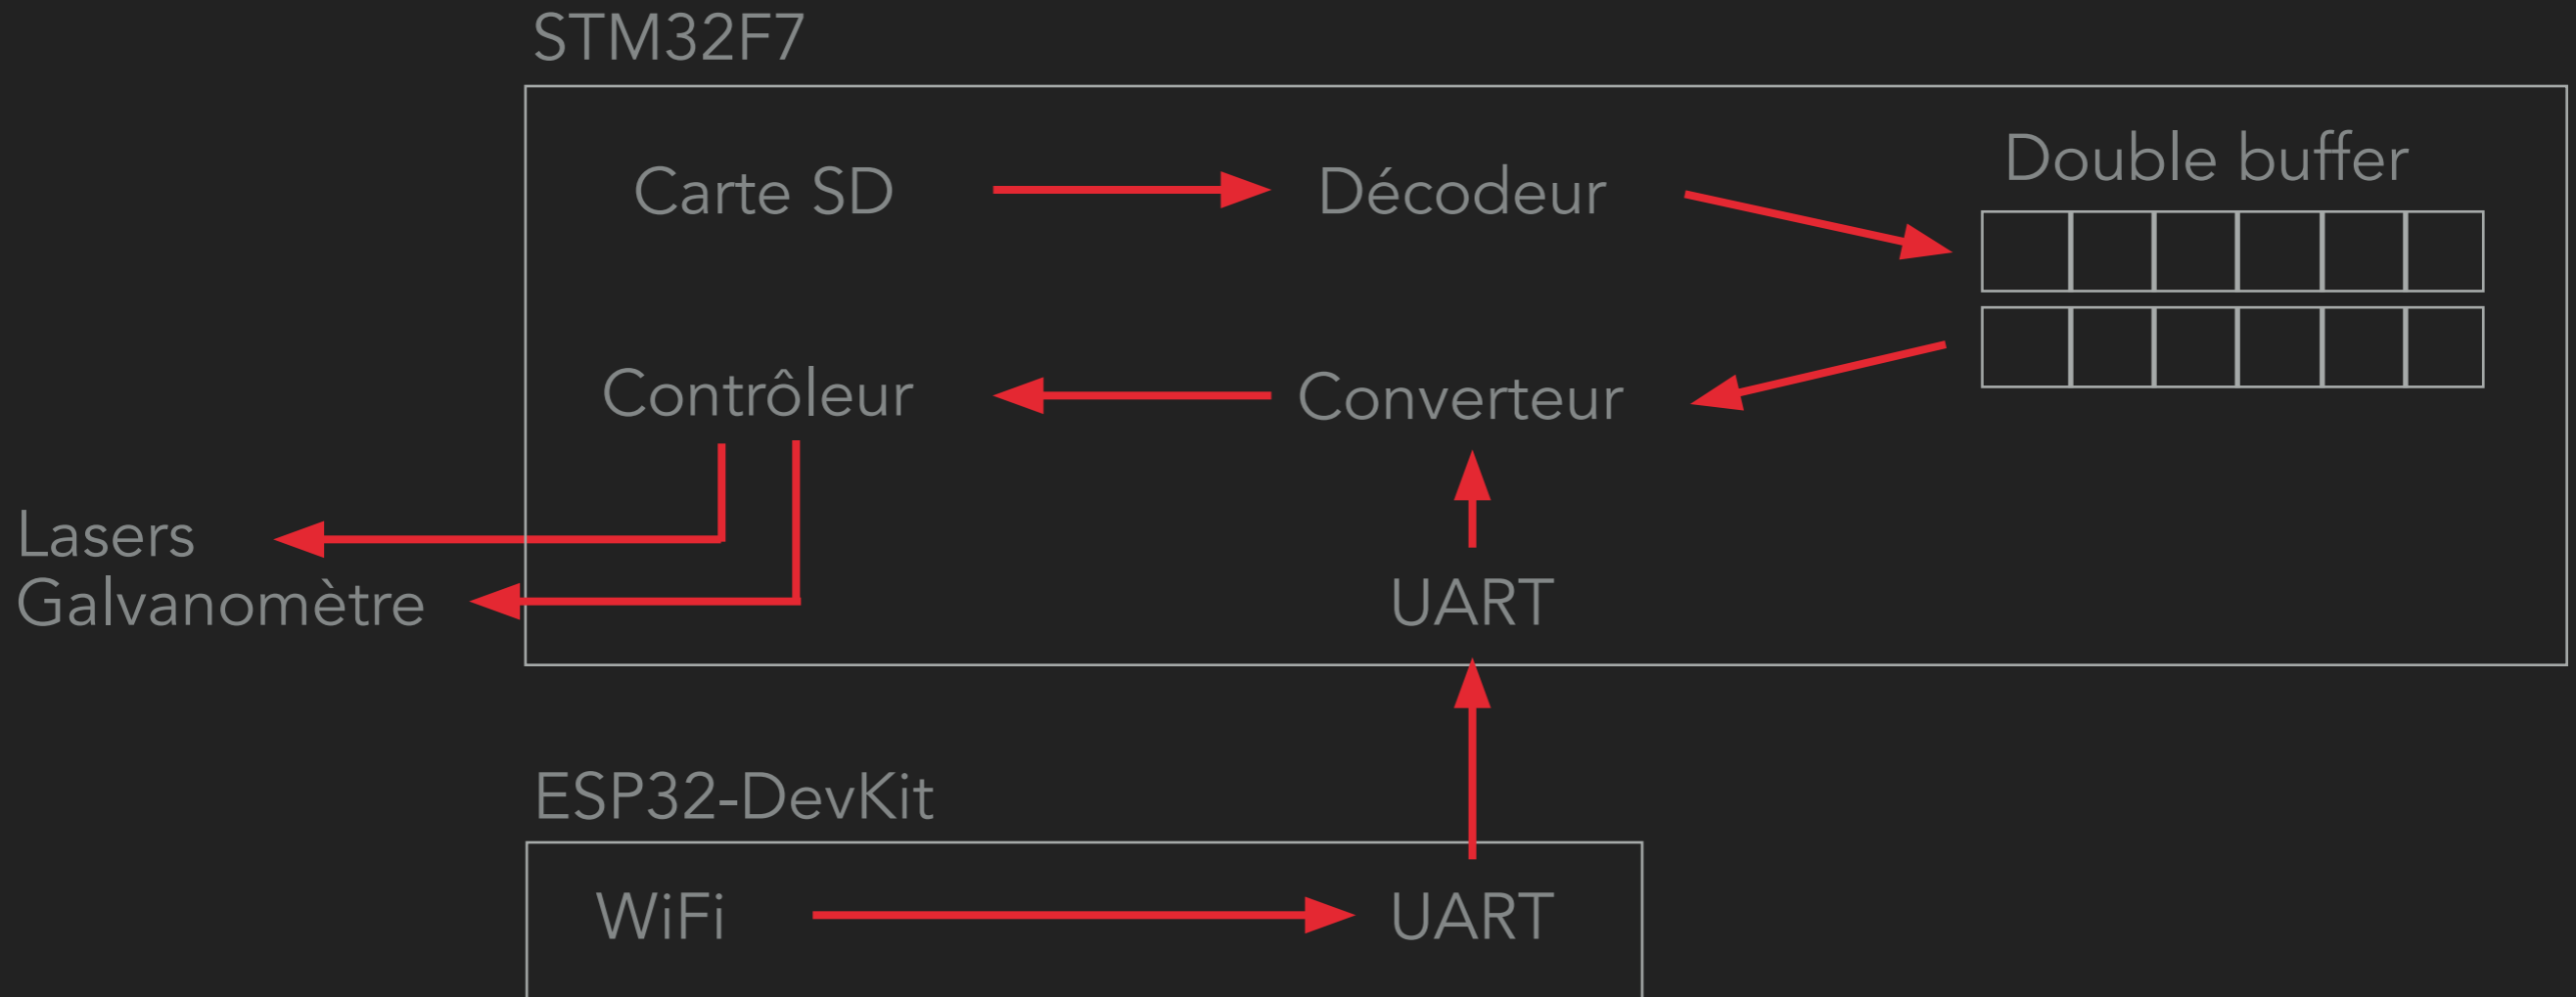 STM32F7
Carte SD
Décodeur
Double buffer
Contrôleur
Converteur
Lasers
Galvanomètre
UART
ESP32-DevKit
WiFi
UART